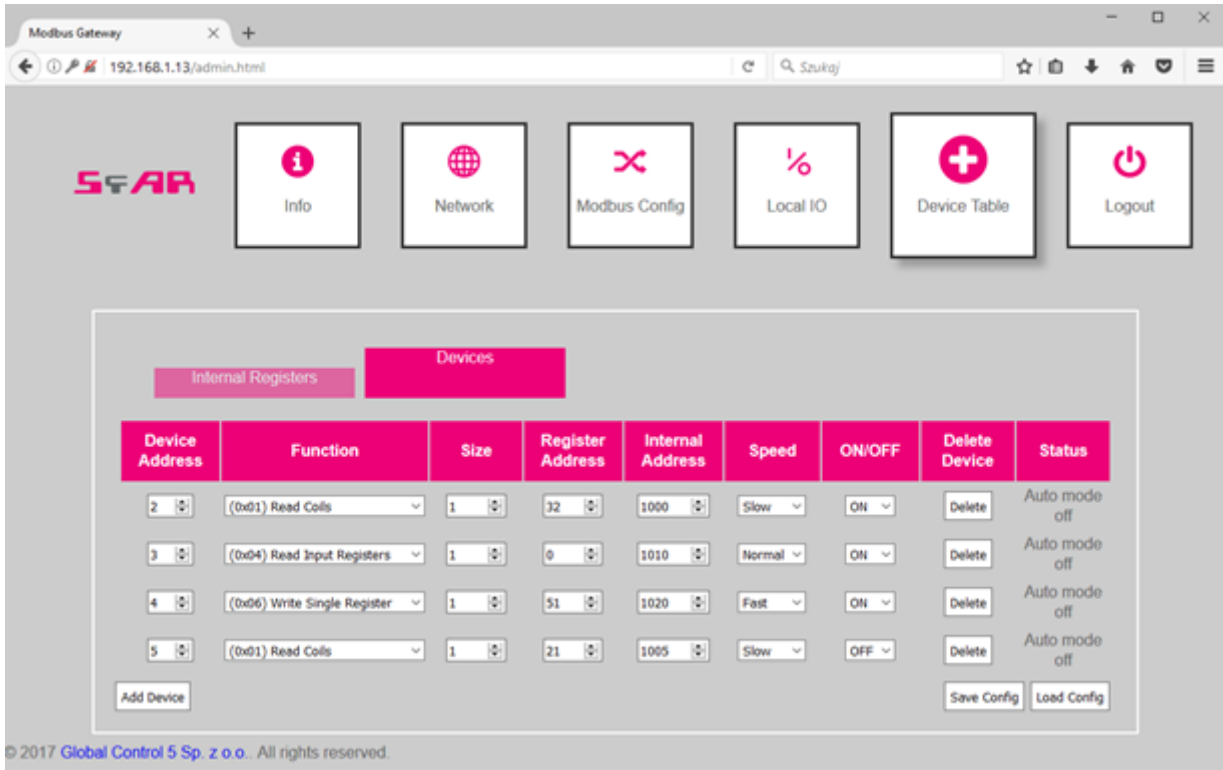 Modbus Gateway
192.168.1.13/admin.html
Szukaj
SFAR
Info
Network
Modbus Config
I/O
Local IO
Device Table
Logout
Internal Registers
Devices
Device Address
Function
Size
Register Address
Internal Address
Speed
ON/OFF
Delete Device
Status
2 (0x01) Read Coils 1 32 1000 Slow ON Delete Auto mode off
3 (0x04) Read Input Registers 1 0 1010 Normal ON Delete Auto mode off
4 (0x06) Write Single Register 1 51 1020 Fast ON Delete Auto mode off
5 (0x01) Read Coils 1 21 1005 Slow OFF Delete Auto mode off
Add Device
Save Config
Load Config
© 2017 Global Control 5 Sp. z o.o.. All rights reserved.